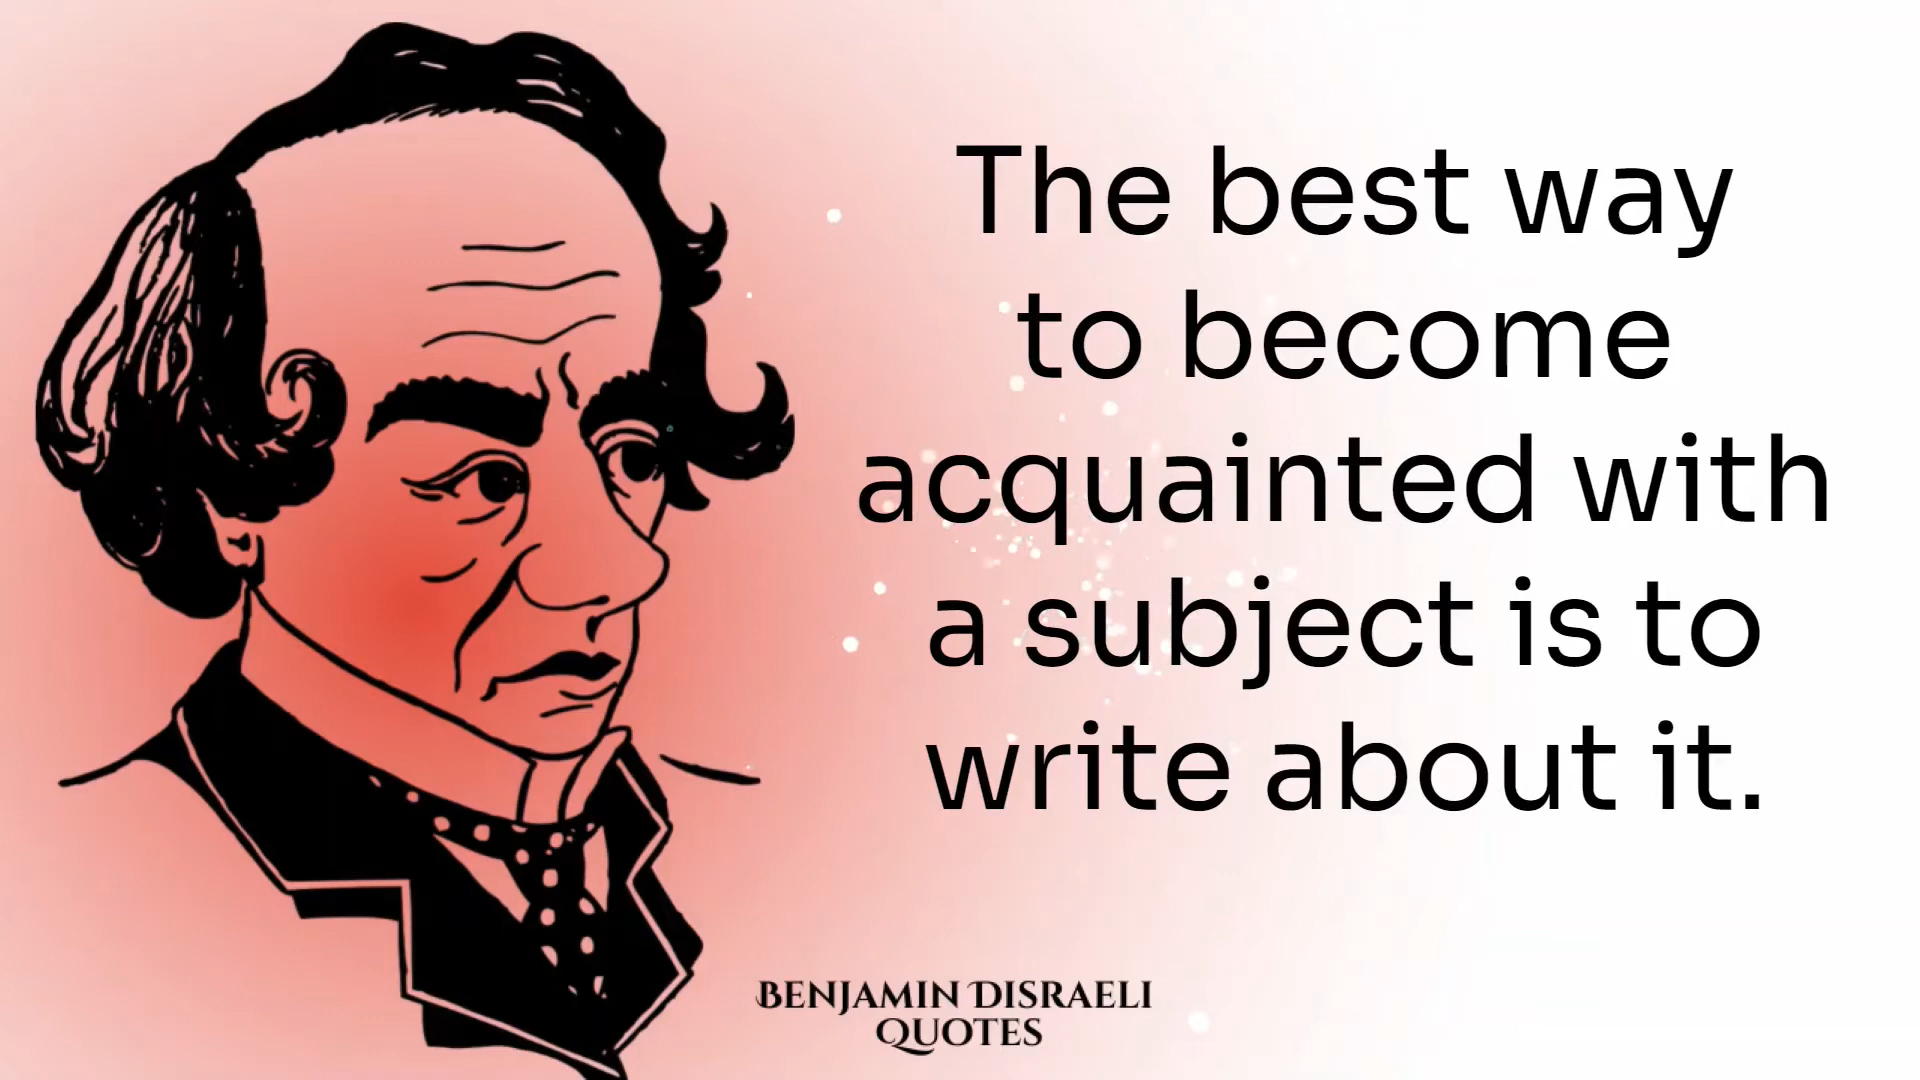 The best way
to become
acquainted with
a subject is to
write about it.
BENJAMIN DISRAELI
QUOTES